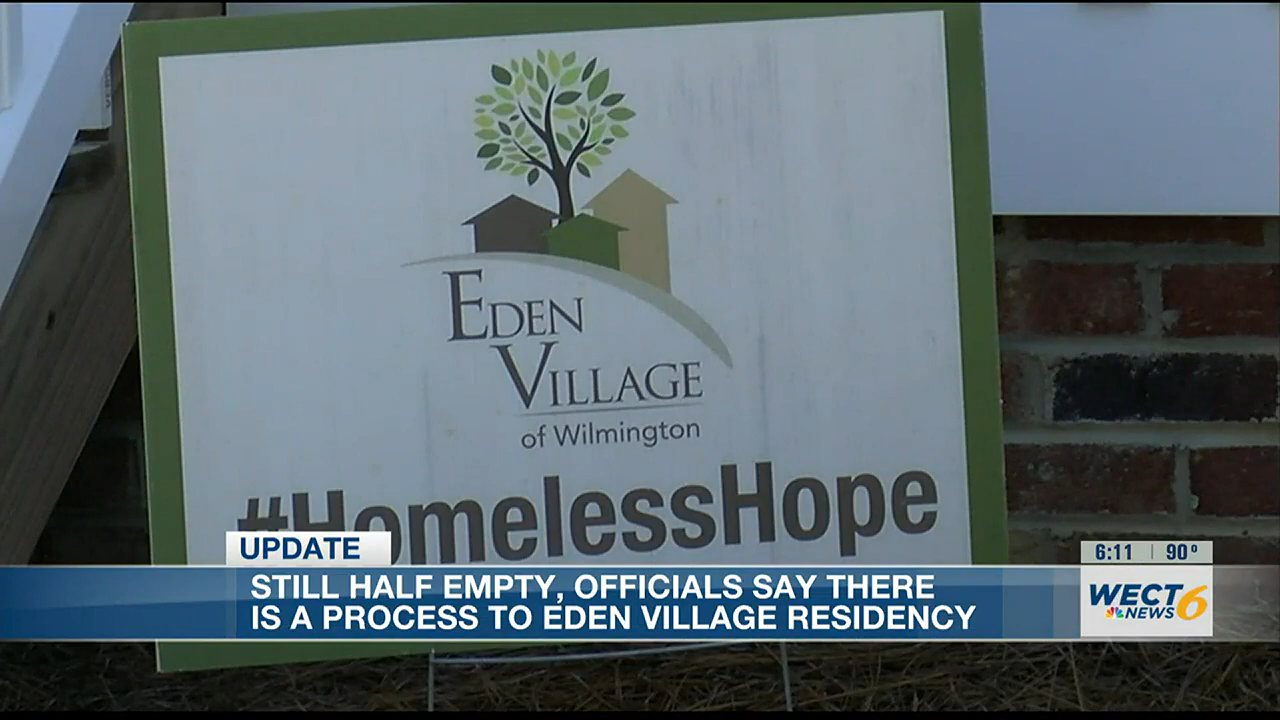 EDEN
VILLAGE
of Wilmington
#HomelessHope
UPDATE
STILL HALF EMPTY, OFFICIALS SAY THERE
IS A PROCESS TO EDEN VILLAGE RESIDENCY
6:11 | 90°
WECT
NEWS 6